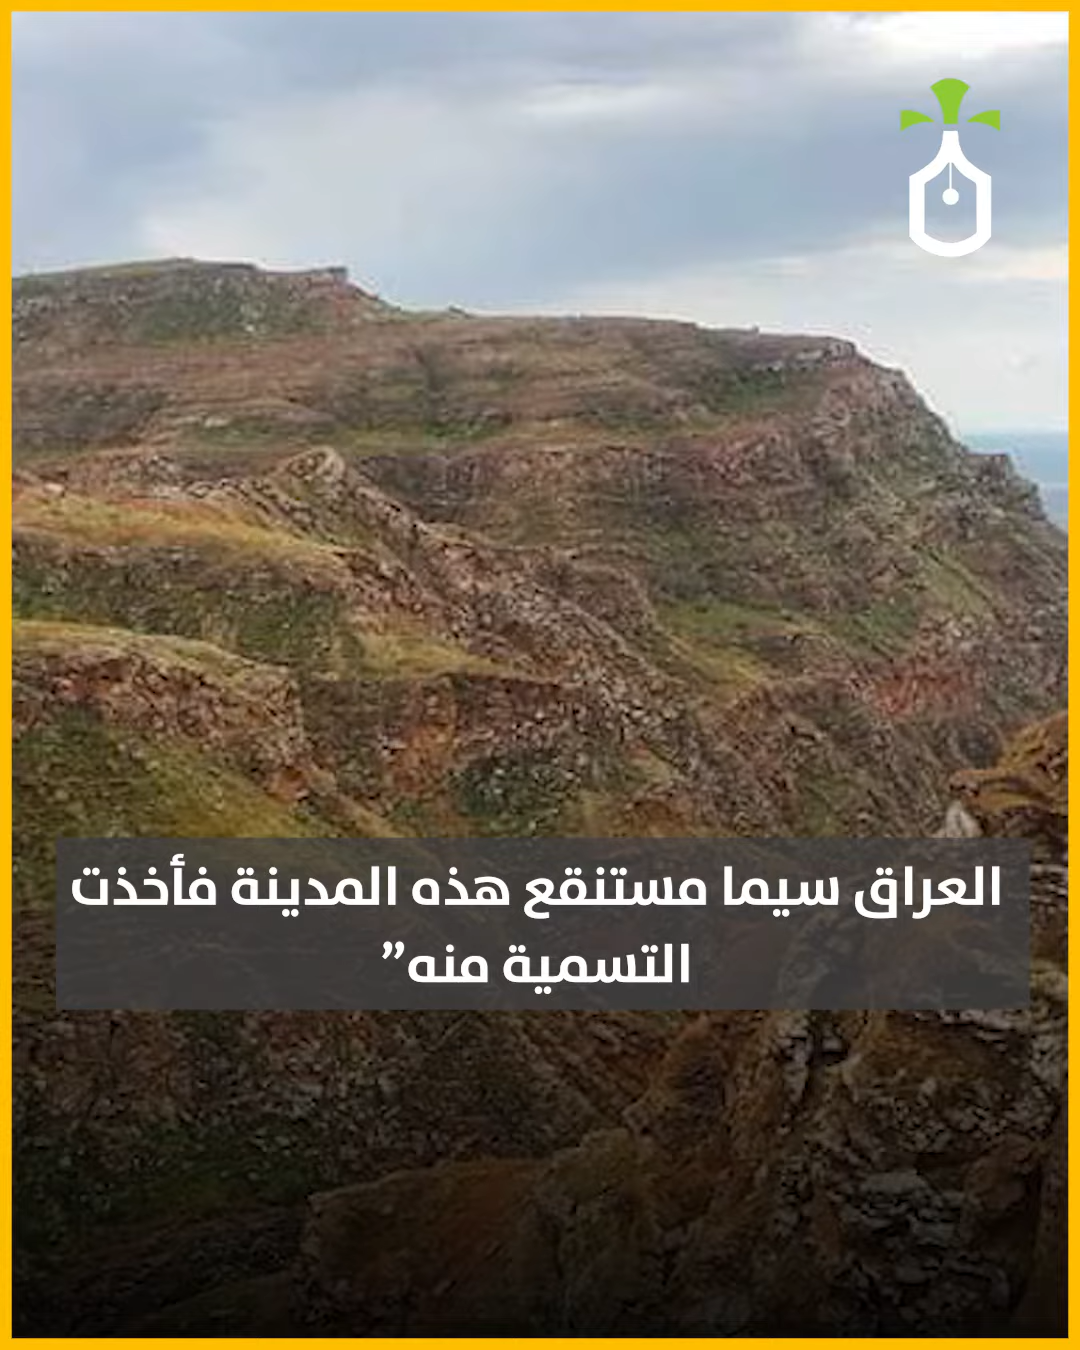 العراق سيما مستنقع هذه المدينة فأخذت
التسمية منه”